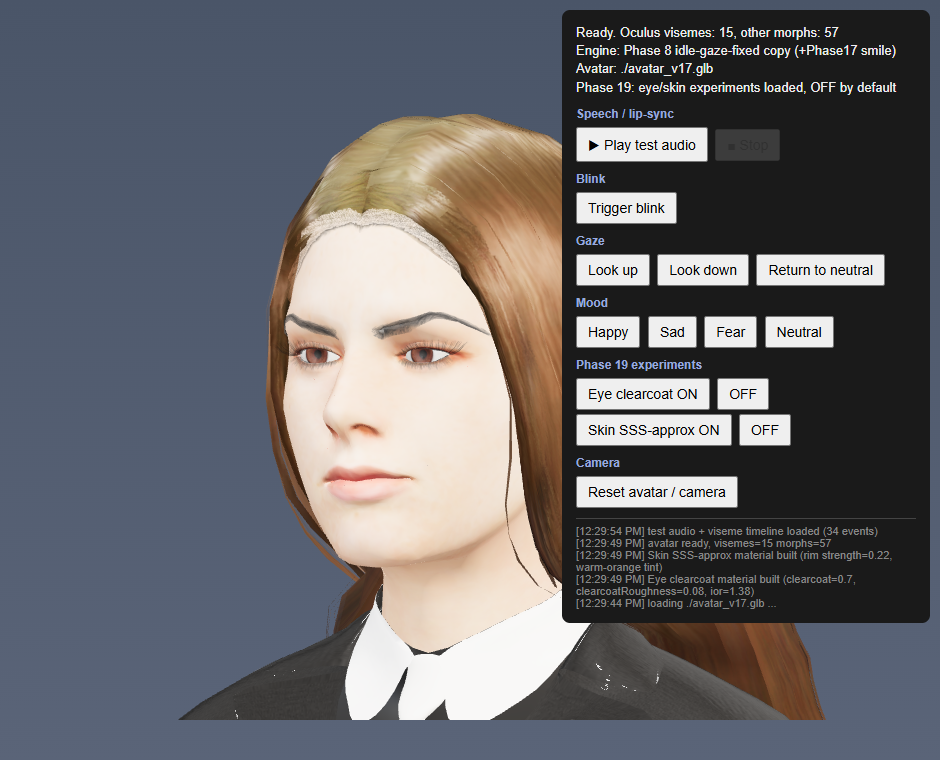 Ready. Oculus visemes: 15, other morphs: 57
Engine: Phase 8 idle-gaze-fixed copy (+Phase17 smile)
Avatar: ./avatar_v17.glb
Phase 19: eye/skin experiments loaded, OFF by default
Speech / lip-sync
▶ Play test audio ■ Stop
Blink
Trigger blink
Gaze
Look up Look down Return to neutral
Mood
Happy Sad Fear Neutral
Phase 19 experiments
Eye clearcoat ON OFF
Skin SSS-approx ON OFF
Camera
Reset avatar / camera
[12:29:54 PM] test audio + viseme timeline loaded (34 events)
[12:29:49 PM] avatar ready, visemes=15 morphs=57
[12:29:49 PM] Skin SSS-approx material built (rim strength=0.22,
warm-orange tint)
[12:29:49 PM] Eye clearcoat material built (clearcoat=0.7,
clearcoatRoughness=0.08, ior=1.38)
[12:29:44 PM] loading ./avatar_v17.glb ...